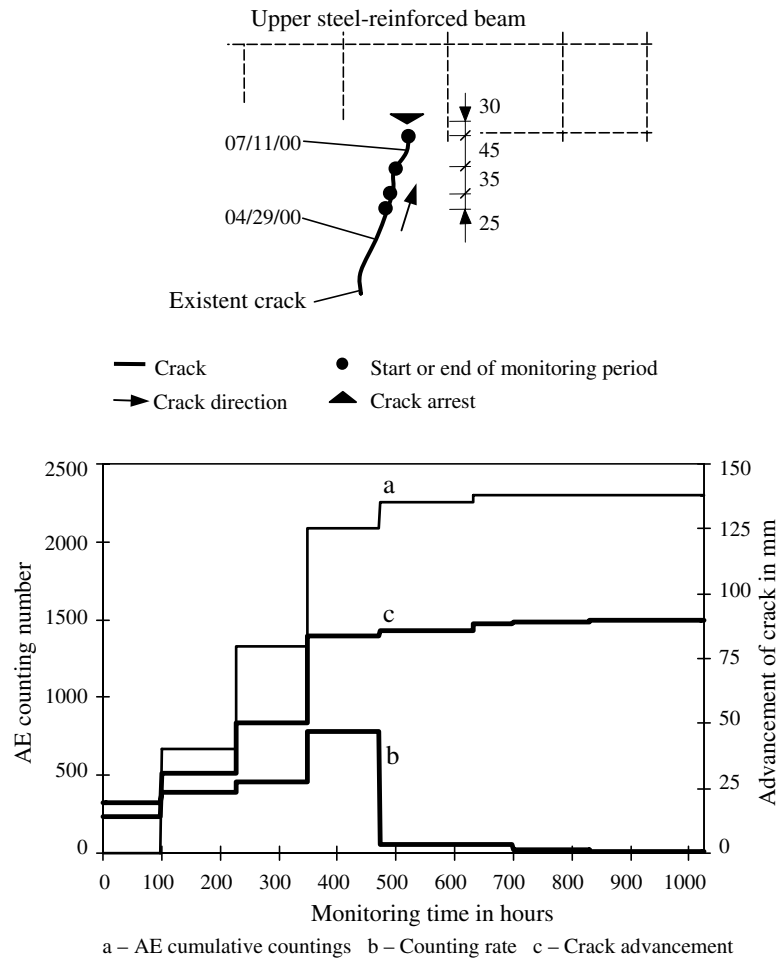 Upper steel-reinforced beam
30
07/11/00
45
35
04/29/00
25
Existent crack
Crack
Start or end of monitoring period
Crack direction
Crack arrest
2500
150
a
2000
125
100
1500
c
75
1000
50
b
500
25
0
0
0 100 200 300 400 500 600 700 800 900 1000
AE counting number
Advancement of crack in mm
Monitoring time in hours
a – AE cumulative countings b – Counting rate c – Crack advancement